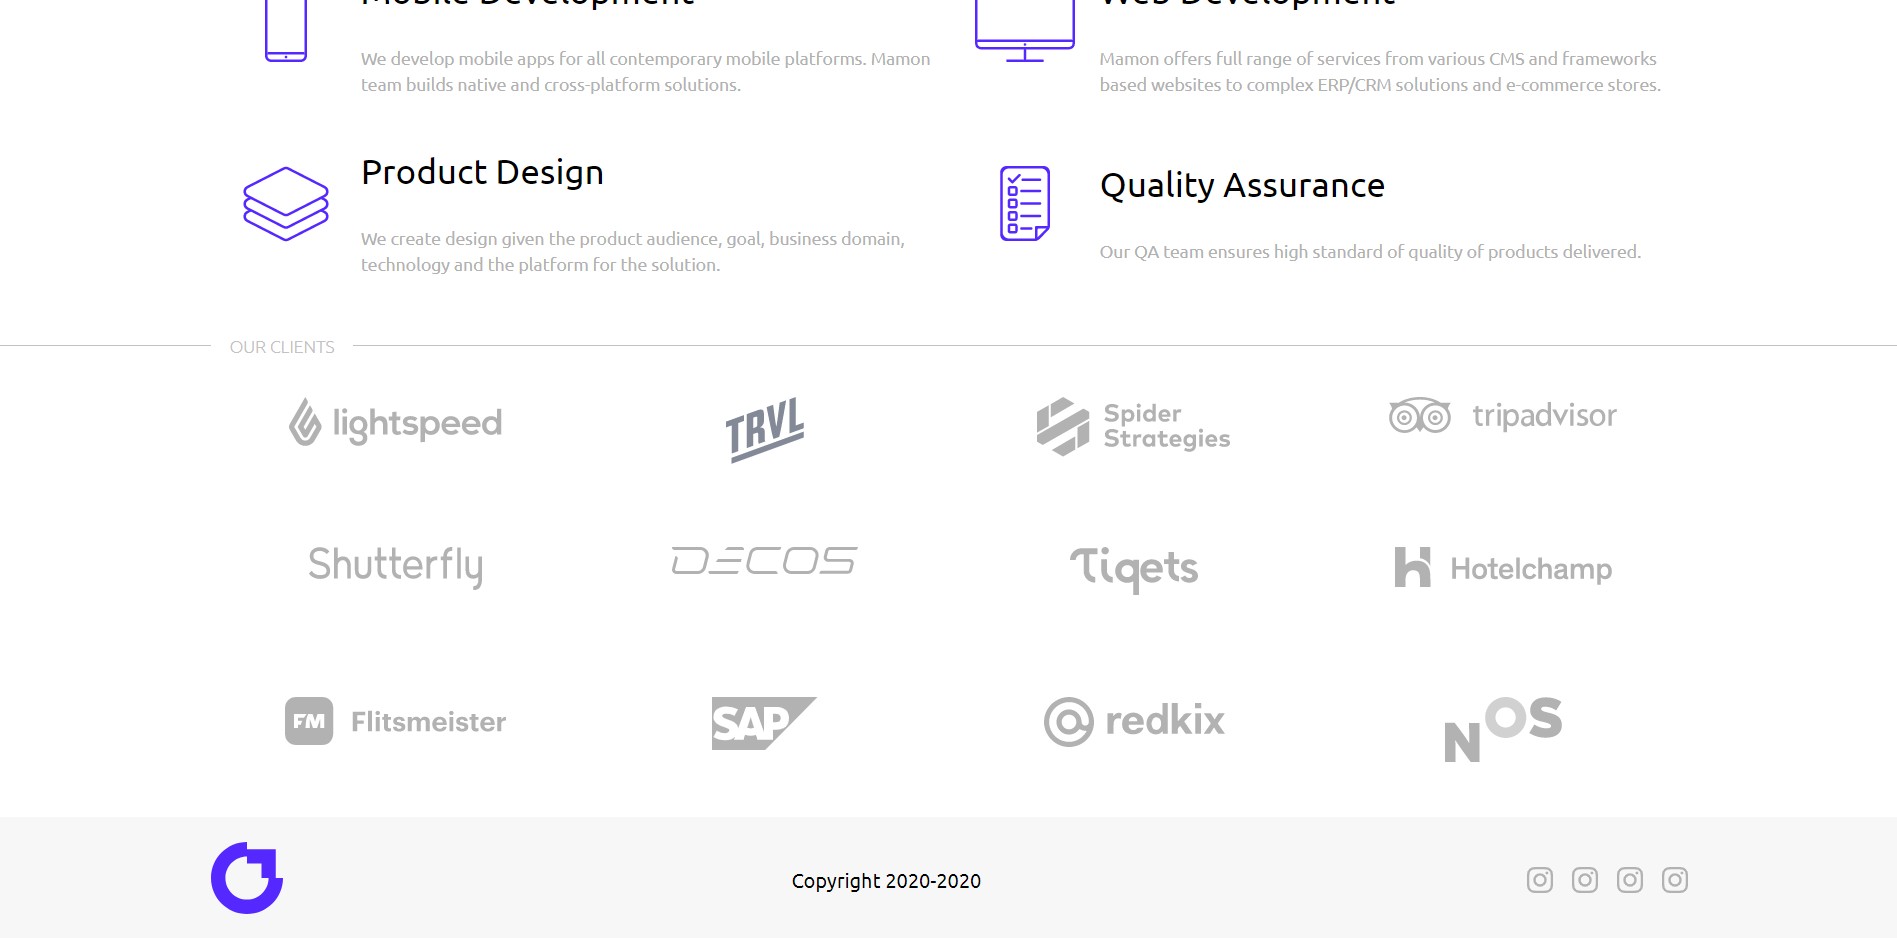 Mobile Development
Web Development
We develop mobile apps for all contemporary mobile platforms. Mamon
team builds native and cross-platform solutions.
Mamon offers full range of services from various CMS and frameworks
based websites to complex ERP/CRM solutions and e-commerce stores.
Product Design
We create design given the product audience, goal, business domain,
technology and the platform for the solution.
Quality Assurance
Our QA team ensures high standard of quality of products delivered.
OUR CLIENTS
lightspeed
TRVL
Spider
Strategies
tripadvisor
Shutterfly
DECOS
Tiqets
Hotelchamp
FM Flitsmeister
SAP
redkix
NOS
Copyright 2020-2020